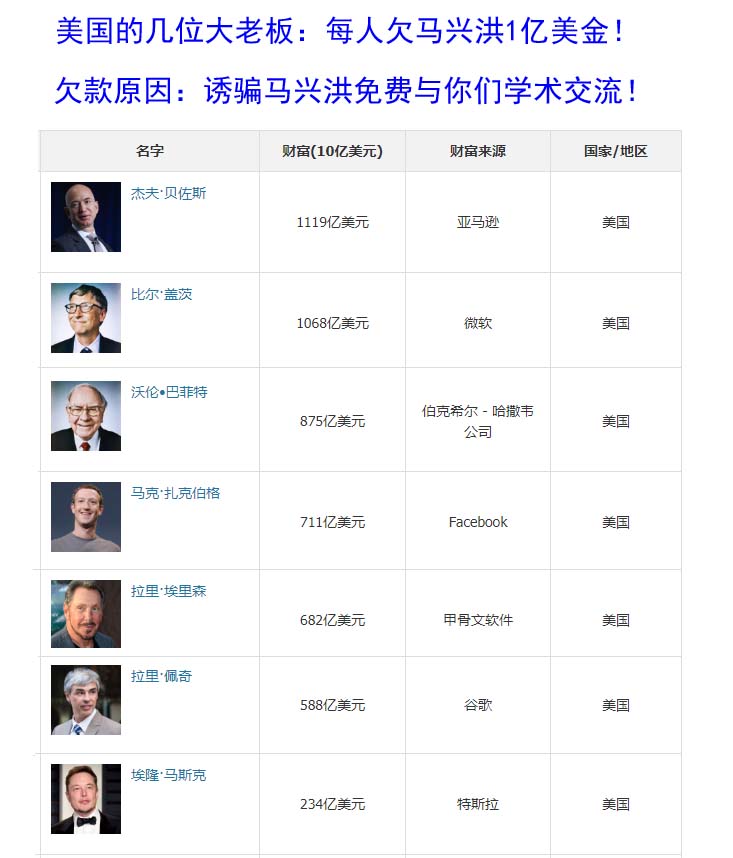 美国的几位大老板：每人欠马兴洪1亿美金！
欠款原因：诱骗马兴洪免费与你们学术交流！
名字 财富(10亿美元) 财富来源 国家/地区
杰夫·贝佐斯 1119亿美元 亚马逊 美国
比尔·盖茨 1068亿美元 微软 美国
沃伦•巴菲特 875亿美元 伯克希尔 - 哈撒韦 美国
公司
马克·扎克伯格 711亿美元 Facebook 美国
拉里·埃里森 682亿美元 甲骨文软件 美国
拉里·佩奇 588亿美元 谷歌 美国
埃隆·马斯克 234亿美元 特斯拉 美国